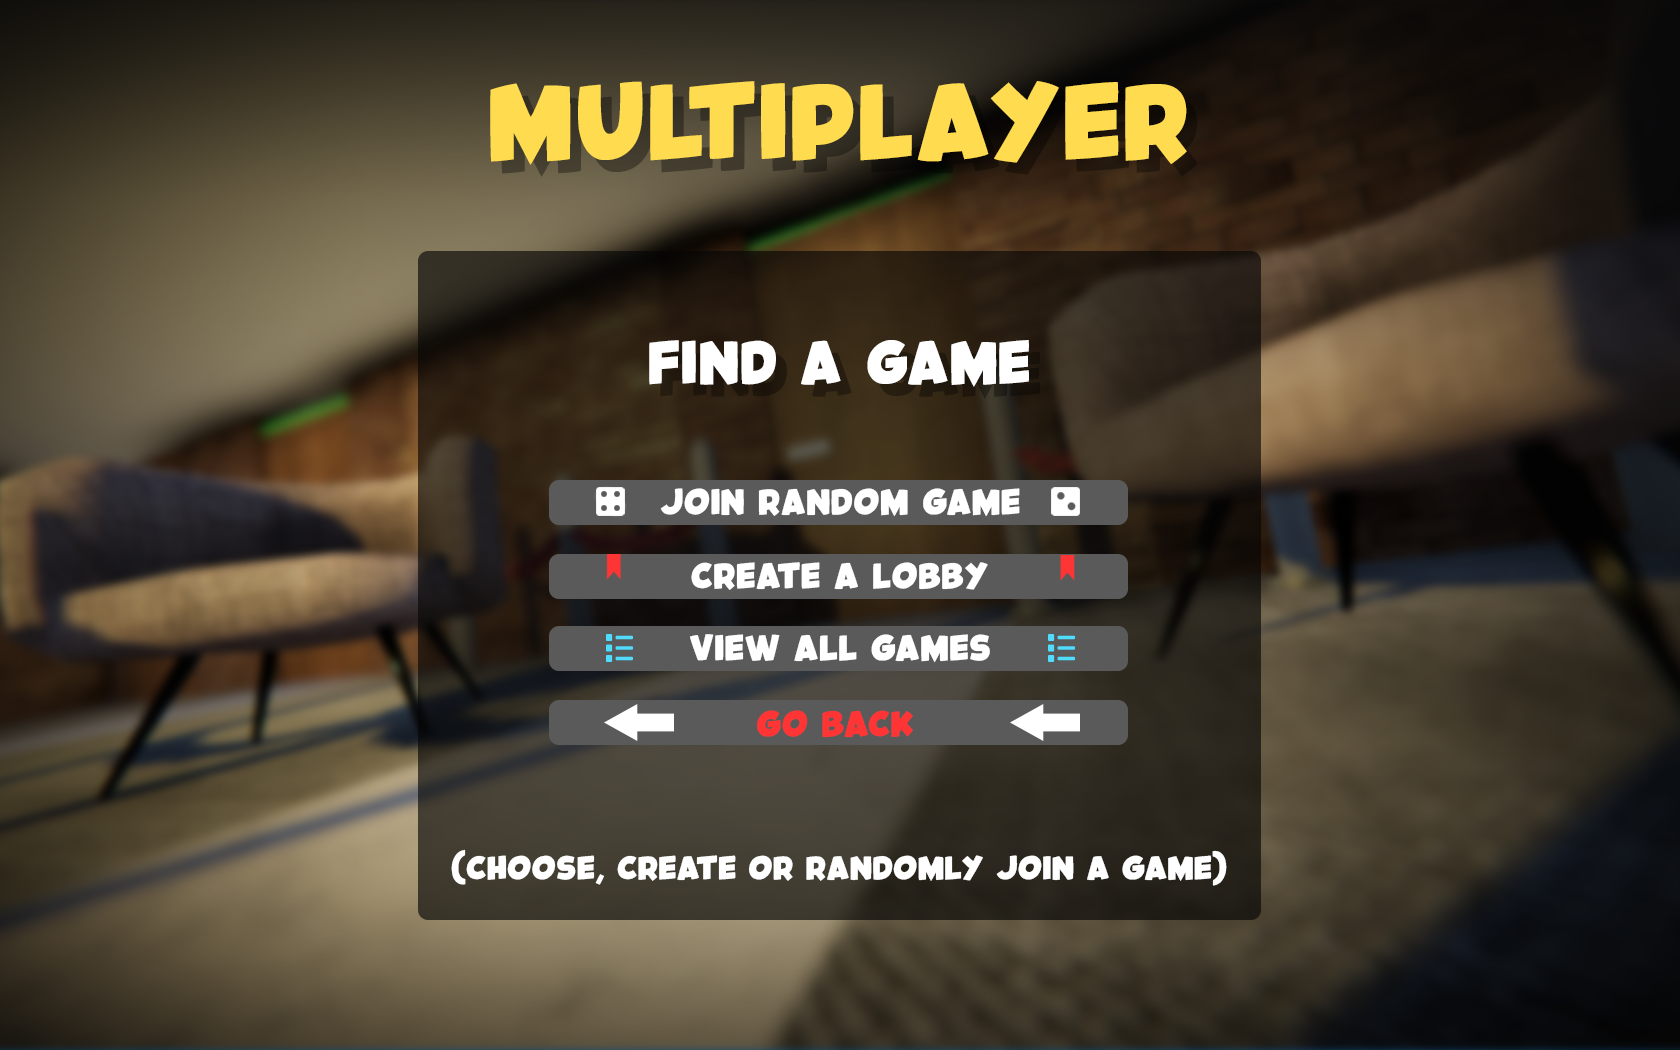 MULTIPLAYER
FIND A GAME
JOIN RANDOM GAME
CREATE A LOBBY
VIEW ALL GAMES
GO BACK
(CHOOSE, CREATE OR RANDOMLY JOIN A GAME)